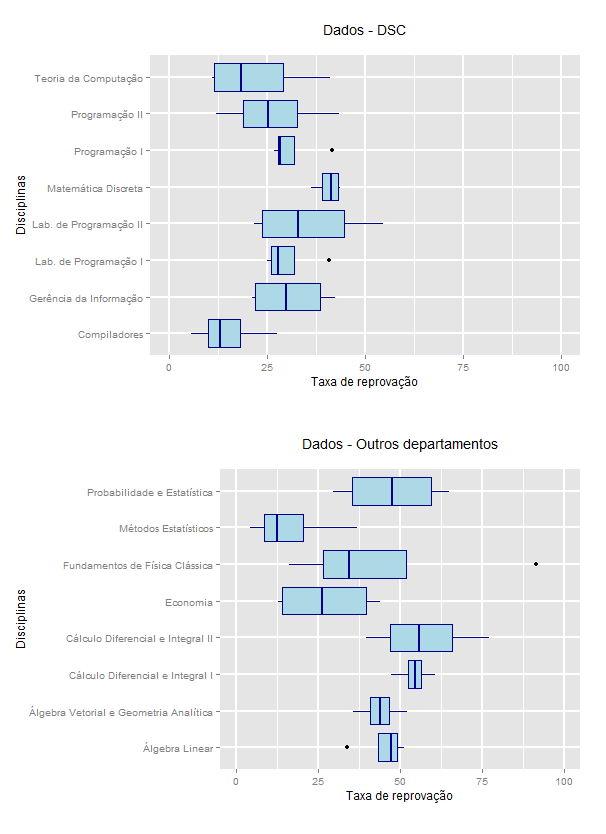 Dados - DSC
Disciplinas
Teoria da Computação
Programação II
Programação I
Matemática Discreta
Lab. de Programação II
Lab. de Programação I
Gerência da Informação
Compiladores
0 25 50 75 100
Taxa de reprovação
Dados - Outros departamentos
Disciplinas
Probabilidade e Estatística
Métodos Estatísticos
Fundamentos de Física Clássica
Economia
Cálculo Diferencial e Integral II
Cálculo Diferencial e Integral I
Álgebra Vetorial e Geometria Analítica
Álgebra Linear
0 25 50 75 100
Taxa de reprovação